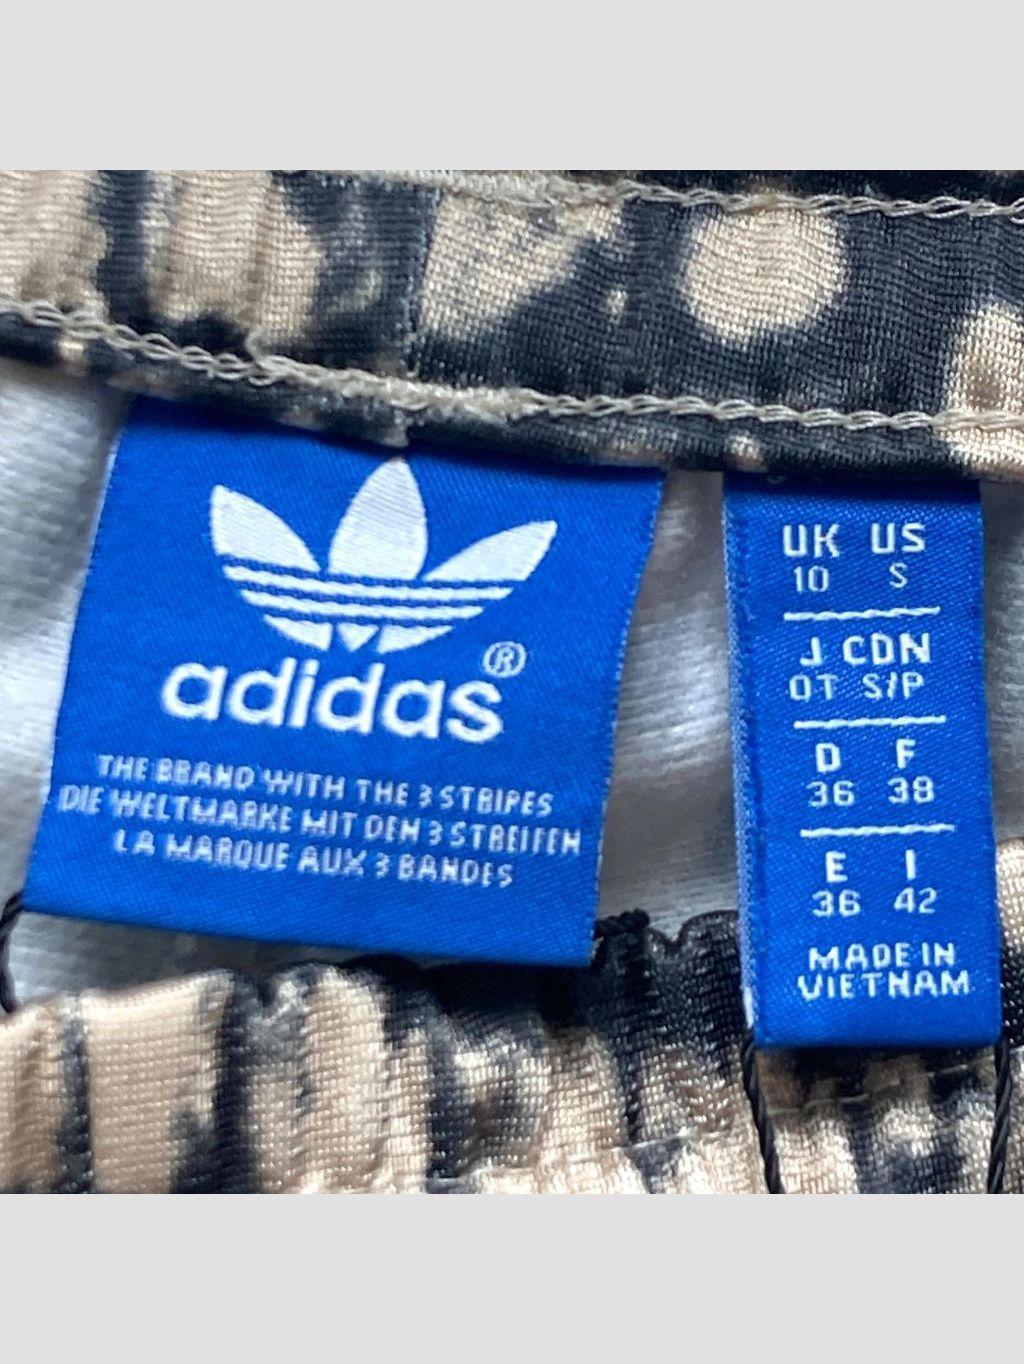 adidas®
THE BRAND WITH THE 3 STRIPES
DIE WELTMARKE MIT DEN 3 STREIFEN
LA MARQUE AUX 3 BANDES
UK US
10 S
J CDN
OT S/P
D F
36 38
E I
36 42
MADE IN
VIETNAM